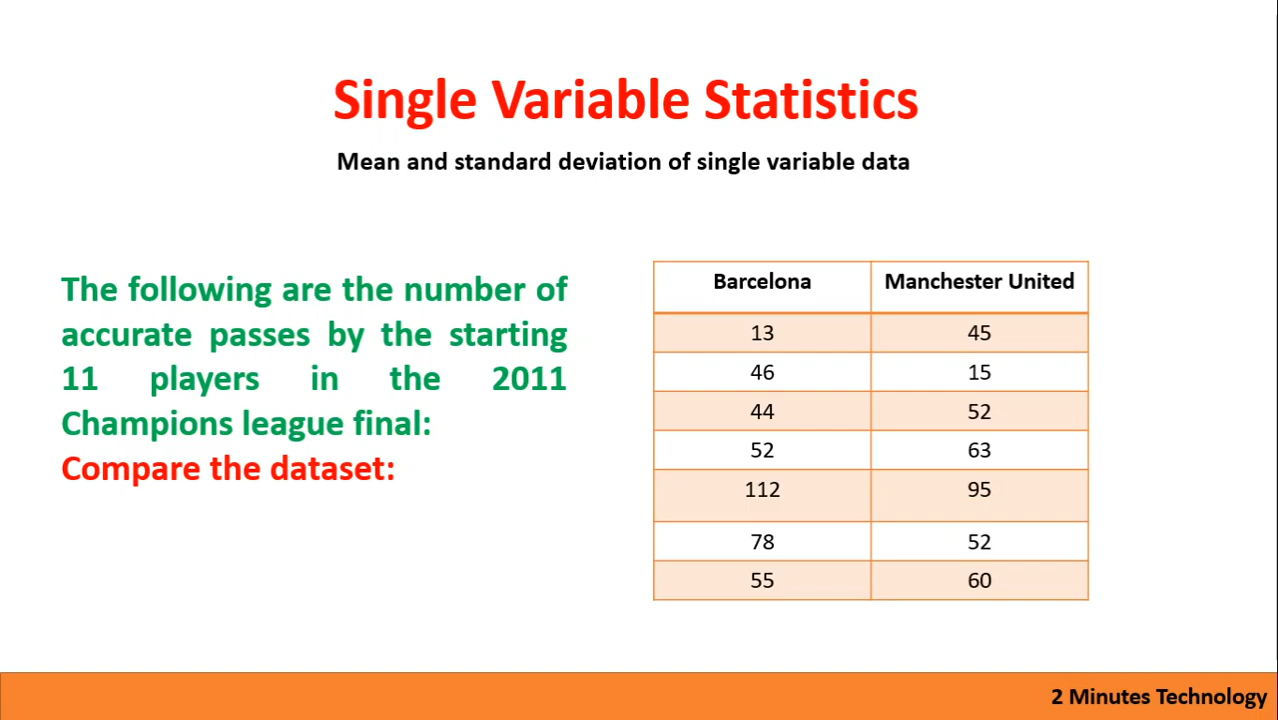 Single Variable Statistics
Mean and standard deviation of single variable data
The following are the number of
accurate passes by the starting
11 players in the 2011
Champions league final:
Compare the dataset:
Barcelona Manchester United
13 45
46 15
44 52
52 63
112 95
78 52
55 60
2 Minutes Technology